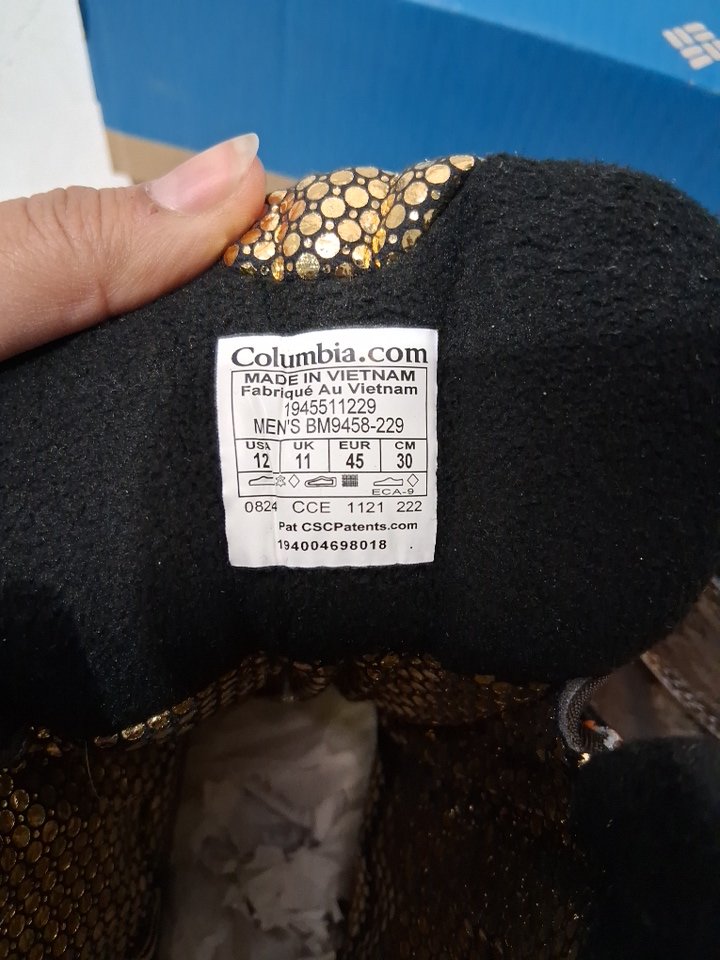 Columbia.com
MADE IN VIETNAM
Fabriqué Au Vietnam
1945511229
MEN'S BM9458-229
USA UK EUR CM
12 11 45 30
ECA-9
0824 CCE 1121 222
Pat CSCPatents.com
194004698018